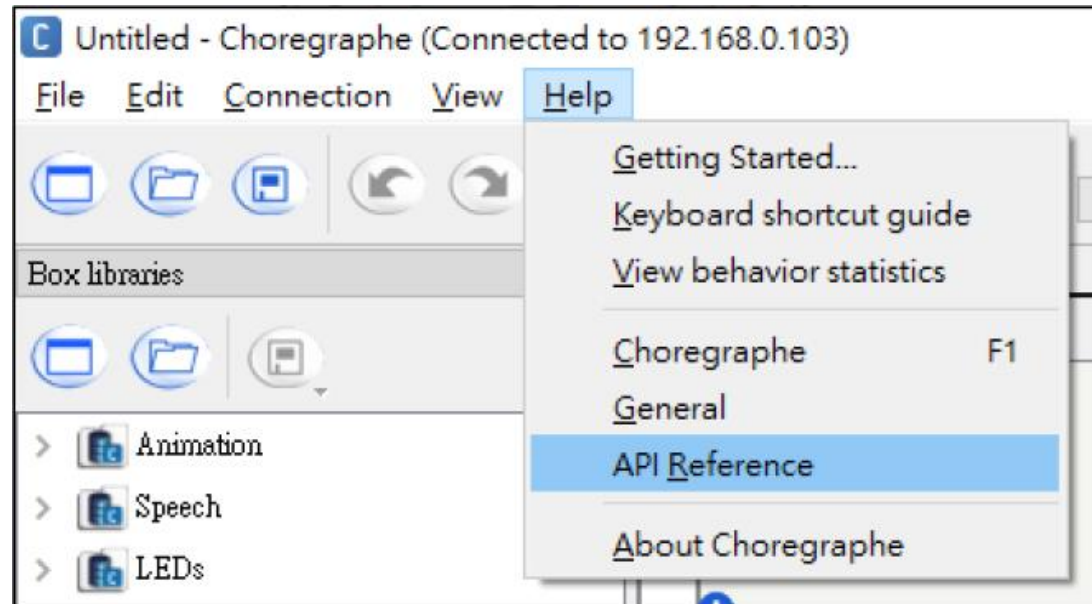 Untitled - Choregraphe (Connected to 192.168.0.103)
File Edit Connection View Help
Getting Started...
Keyboard shortcut guide
View behavior statistics
Choregraphe F1
General
API Reference
About Choregraphe
Box libraries
Animation
Speech
LEDs